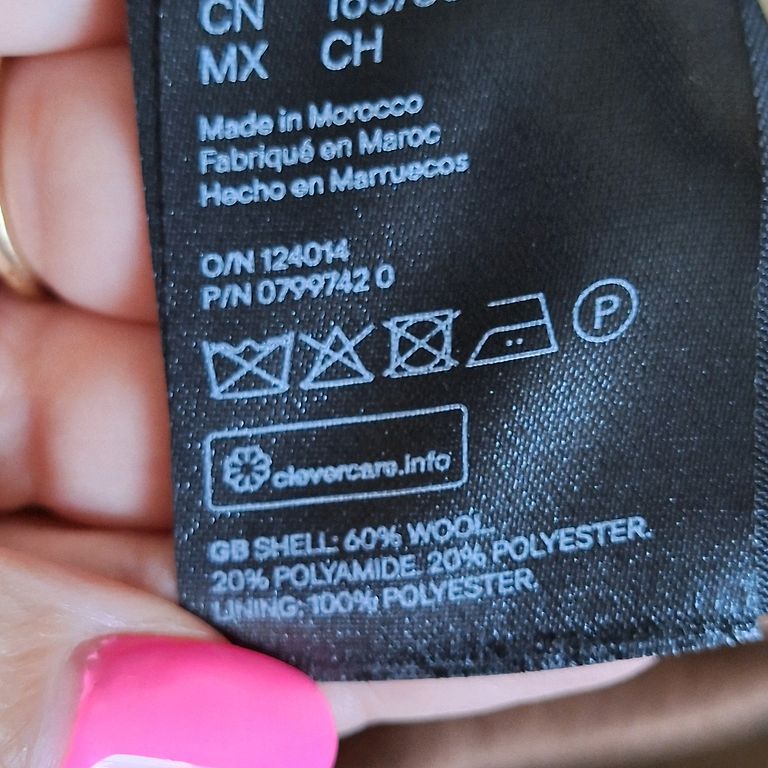 CN
MX CH
Made in Morocco
Fabriqué en Maroc
Hecho en Marruecos
O/N 124014
P/N 0799742 0
P
clevercare.info
GB SHELL: 60% WOOL.
20% POLYAMIDE. 20% POLYESTER.
LINING: 100% POLYESTER.